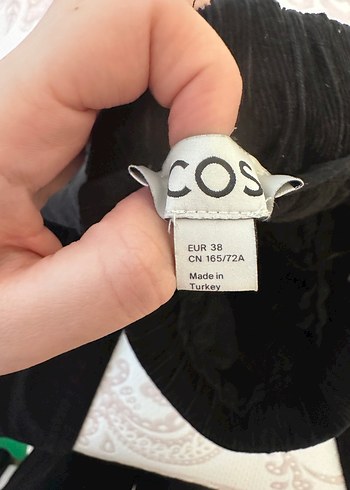 COS
EUR 38
CN 165/72A
Made in
Turkey